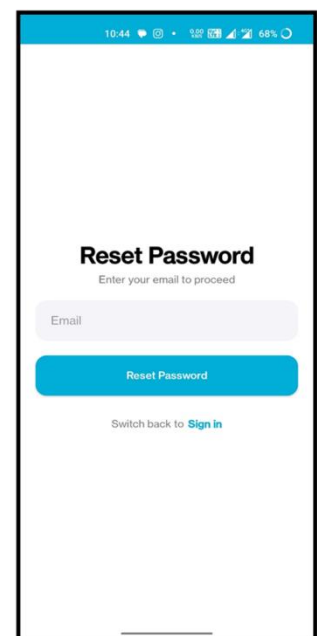 10:44 68%
Reset Password
Enter your email to proceed
Email
Reset Password
Switch back to Sign in